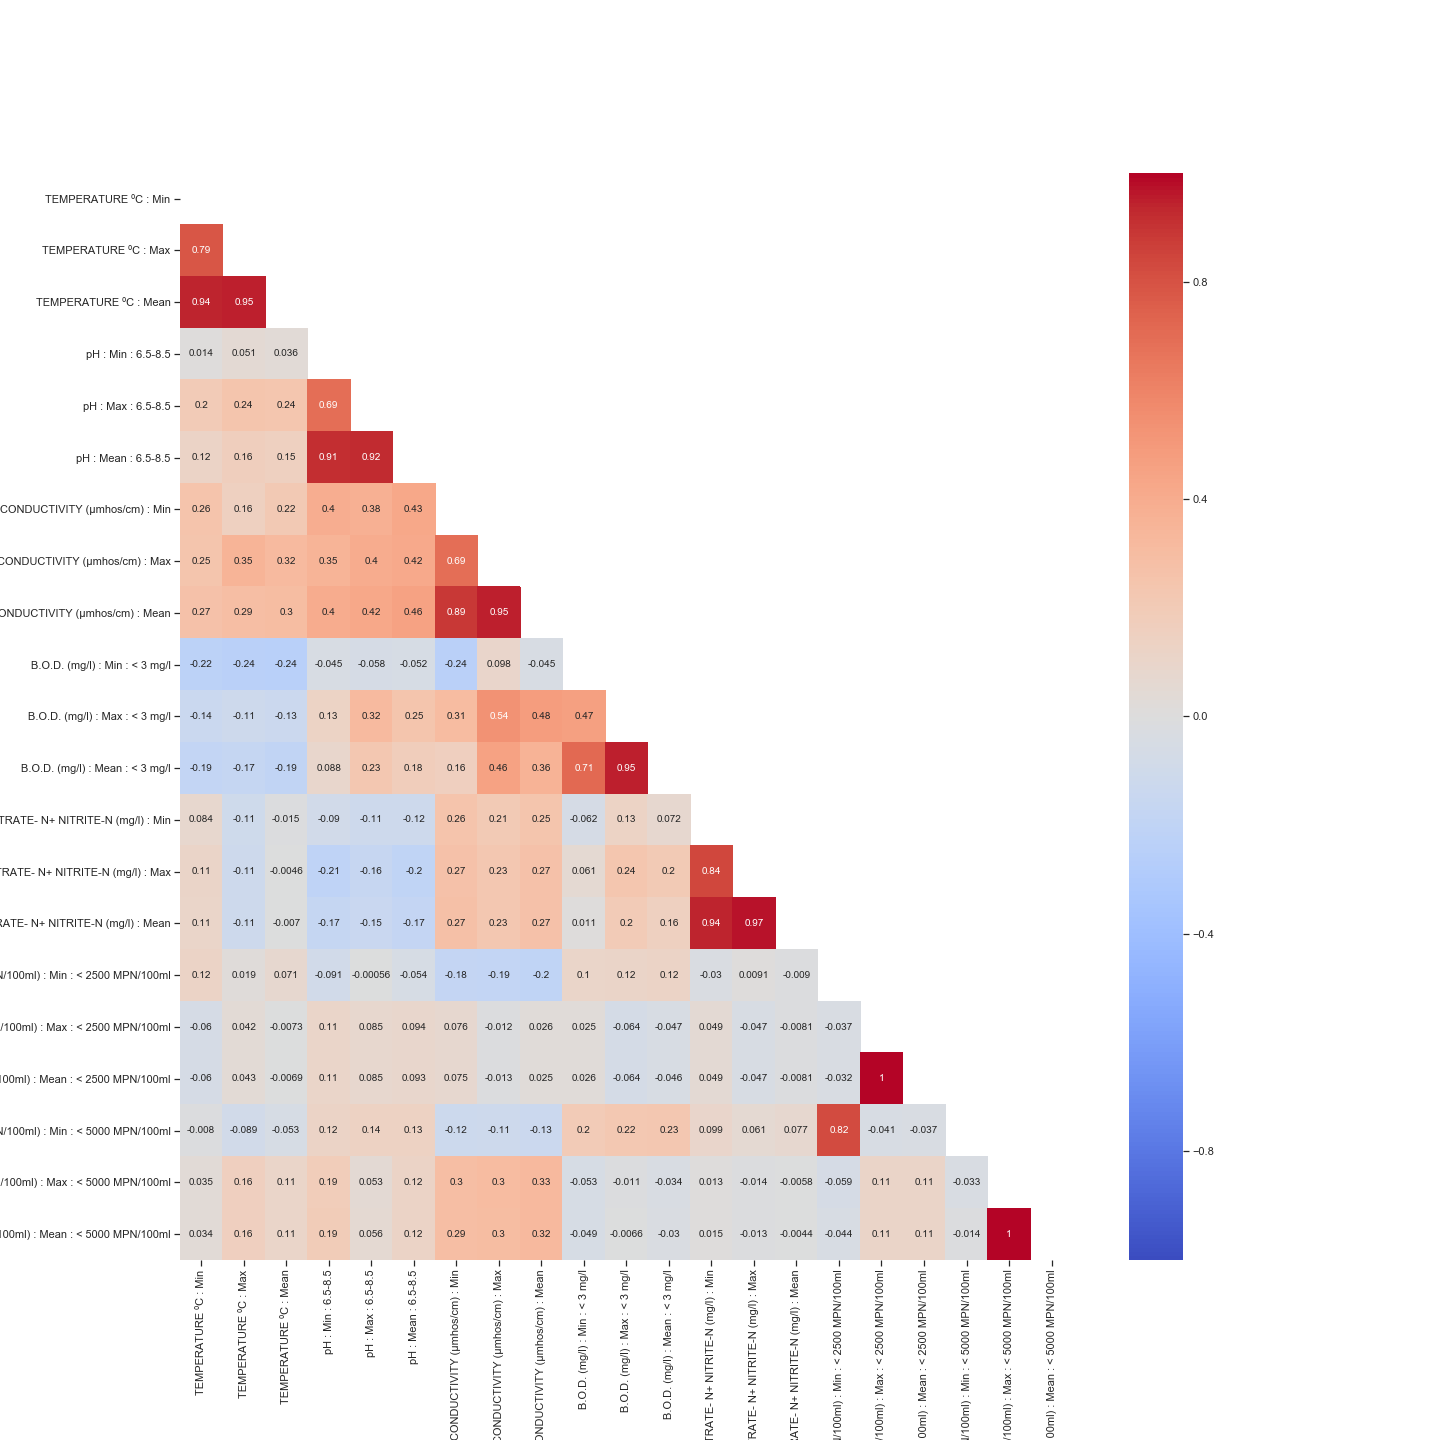 TEMPERATURE ⁰C : Min
TEMPERATURE ⁰C : Max
0.79
TEMPERATURE ⁰C : Mean
0.94 0.95
pH : Min : 6.5-8.5
0.014 0.051 0.036
pH : Max : 6.5-8.5
0.2 0.24 0.24 0.69
pH : Mean : 6.5-8.5
0.12 0.16 0.15 0.91 0.92
CONDUCTIVITY (µmhos/cm) : Min
0.26 0.16 0.22 0.4 0.38 0.43
CONDUCTIVITY (µmhos/cm) : Max
0.25 0.35 0.32 0.35 0.4 0.42 0.69
ONDUCTIVITY (µmhos/cm) : Mean
0.27 0.29 0.3 0.4 0.42 0.46 0.89 0.95
B.O.D. (mg/l) : Min : < 3 mg/l
-0.22 -0.24 -0.24 -0.045 -0.058 -0.052 -0.24 0.098 -0.045
B.O.D. (mg/l) : Max : < 3 mg/l
-0.14 -0.11 -0.13 0.13 0.32 0.25 0.31 0.54 0.48 0.47
B.O.D. (mg/l) : Mean : < 3 mg/l
-0.19 -0.17 -0.19 0.088 0.23 0.18 0.16 0.46 0.36 0.71 0.95
TRATE- N+ NITRITE-N (mg/l) : Min
0.084 -0.11 -0.015 -0.09 -0.11 -0.12 0.26 0.21 0.25 -0.062 0.13 0.072
TRATE- N+ NITRITE-N (mg/l) : Max
0.11 -0.11 -0.0046 -0.21 -0.16 -0.2 0.27 0.23 0.27 0.061 0.24 0.2 0.84
RATE- N+ NITRITE-N (mg/l) : Mean
0.11 -0.11 -0.007 -0.17 -0.15 -0.17 0.27 0.23 0.27 0.011 0.2 0.16 0.94 0.97
N/100ml) : Min : < 2500 MPN/100ml
0.12 0.019 0.071 -0.091 -0.00056 -0.054 -0.18 -0.19 -0.2 0.1 0.12 0.12 -0.03 0.0091 -0.009
/100ml) : Max : < 2500 MPN/100ml
-0.06 0.042 -0.0073 0.11 0.085 0.094 0.076 -0.012 0.026 0.025 -0.064 -0.047 0.049 -0.047 -0.0081 -0.037
100ml) : Mean : < 2500 MPN/100ml
-0.06 0.043 -0.0069 0.11 0.085 0.093 0.075 -0.013 0.025 0.026 -0.064 -0.046 0.049 -0.047 -0.0081 -0.032 1
N/100ml) : Min : < 5000 MPN/100ml
-0.008 -0.089 -0.053 0.12 0.14 0.13 -0.12 -0.11 -0.13 0.2 0.22 0.23 0.099 0.061 0.077 0.82 -0.041 -0.037
/100ml) : Max : < 5000 MPN/100ml
0.035 0.16 0.11 0.19 0.053 0.12 0.3 0.3 0.33 -0.053 -0.011 -0.034 0.013 -0.014 -0.0058 -0.059 0.11 0.11 -0.033
100ml) : Mean : < 5000 MPN/100ml
0.034 0.16 0.11 0.19 0.056 0.12 0.29 0.3 0.32 -0.049 -0.0066 -0.03 0.015 -0.013 -0.0044 -0.044 0.11 0.11 -0.014 1
TEMPERATURE ⁰C : Min
TEMPERATURE ⁰C : Max
TEMPERATURE ⁰C : Mean
pH : Min : 6.5-8.5
pH : Max : 6.5-8.5
pH : Mean : 6.5-8.5
CONDUCTIVITY (µmhos/cm) : Min
CONDUCTIVITY (µmhos/cm) : Max
ONDUCTIVITY (µmhos/cm) : Mean
B.O.D. (mg/l) : Min : < 3 mg/l
B.O.D. (mg/l) : Max : < 3 mg/l
B.O.D. (mg/l) : Mean : < 3 mg/l
TRATE- N+ NITRITE-N (mg/l) : Min
TRATE- N+ NITRITE-N (mg/l) : Max
RATE- N+ NITRITE-N (mg/l) : Mean
N/100ml) : Min : < 2500 MPN/100ml
/100ml) : Max : < 2500 MPN/100ml
00ml) : Mean : < 2500 MPN/100ml
N/100ml) : Min : < 5000 MPN/100ml
/100ml) : Max : < 5000 MPN/100ml
00ml) : Mean : < 5000 MPN/100ml
0.8
0.4
0.0
−0.4
−0.8